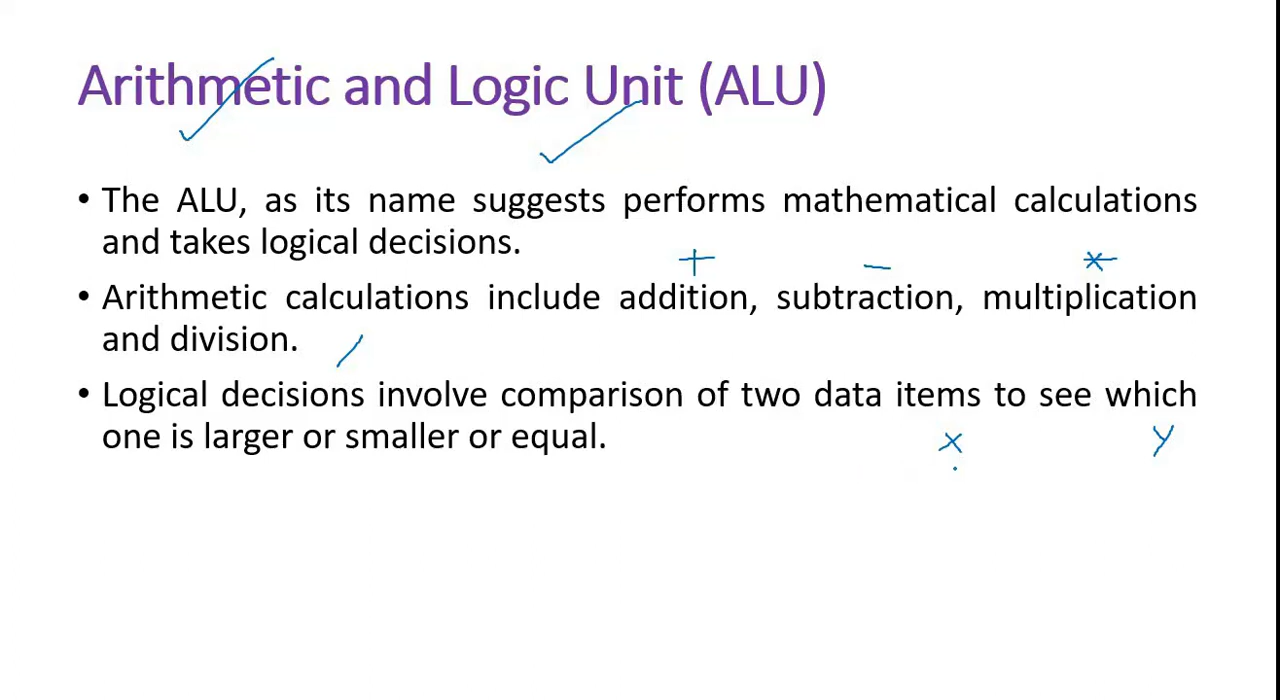 Arithmetic and Logic Unit (ALU)
• The ALU, as its name suggests performs mathematical calculations
and takes logical decisions.
+ – *
• Arithmetic calculations include addition, subtraction, multiplication
and division. /
• Logical decisions involve comparison of two data items to see which
one is larger or smaller or equal. x y